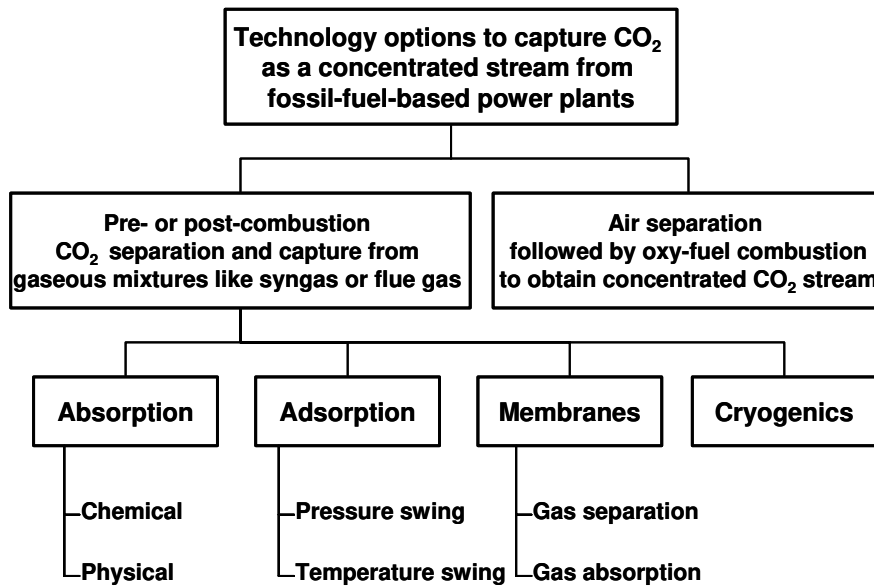 Technology options to capture CO₂
as a concentrated stream from
fossil-fuel-based power plants
Pre- or post-combustion
CO₂ separation and capture from
gaseous mixtures like syngas or flue gas
Air separation
followed by oxy-fuel combustion
to obtain concentrated CO₂ stream
Absorption
Adsorption
Membranes
Cryogenics
Chemical
Pressure swing
Gas separation
Physical
Temperature swing
Gas absorption